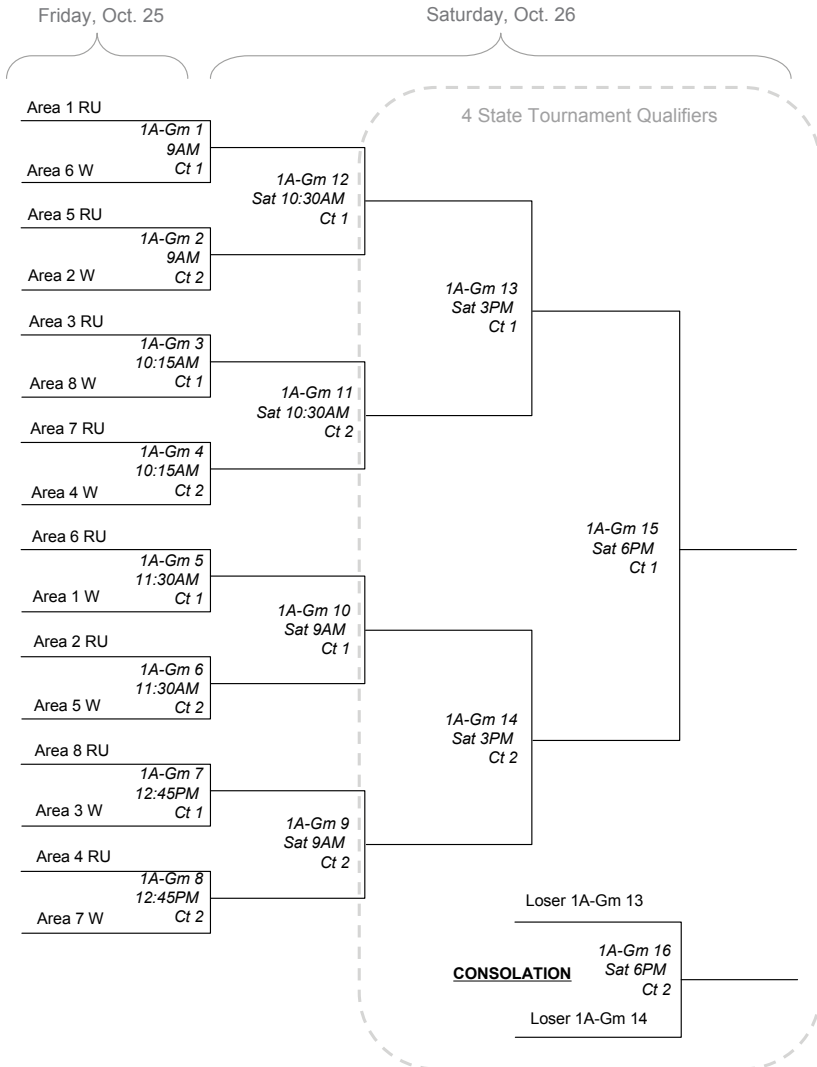 Friday, Oct. 25
Saturday, Oct. 26
4 State Tournament Qualifiers
Area 1 RU
1A-Gm 1
9AM
Ct 1
Area 6 W
1A-Gm 12
Sat 10:30AM
Ct 1
Area 5 RU
1A-Gm 2
9AM
Ct 2
Area 2 W
1A-Gm 13
Sat 3PM
Ct 1
Area 3 RU
1A-Gm 3
10:15AM
Ct 1
Area 8 W
1A-Gm 11
Sat 10:30AM
Ct 2
Area 7 RU
1A-Gm 4
10:15AM
Ct 2
Area 4 W
1A-Gm 15
Sat 6PM
Ct 1
Area 6 RU
1A-Gm 5
11:30AM
Ct 1
Area 1 W
1A-Gm 10
Sat 9AM
Ct 1
Area 2 RU
1A-Gm 6
11:30AM
Ct 2
Area 5 W
1A-Gm 14
Sat 3PM
Ct 2
Area 8 RU
1A-Gm 7
12:45PM
Ct 1
Area 3 W
1A-Gm 9
Sat 9AM
Ct 2
Area 4 RU
1A-Gm 8
12:45PM
Ct 2
Area 7 W
Loser 1A-Gm 13
CONSOLATION
1A-Gm 16
Sat 6PM
Ct 2
Loser 1A-Gm 14